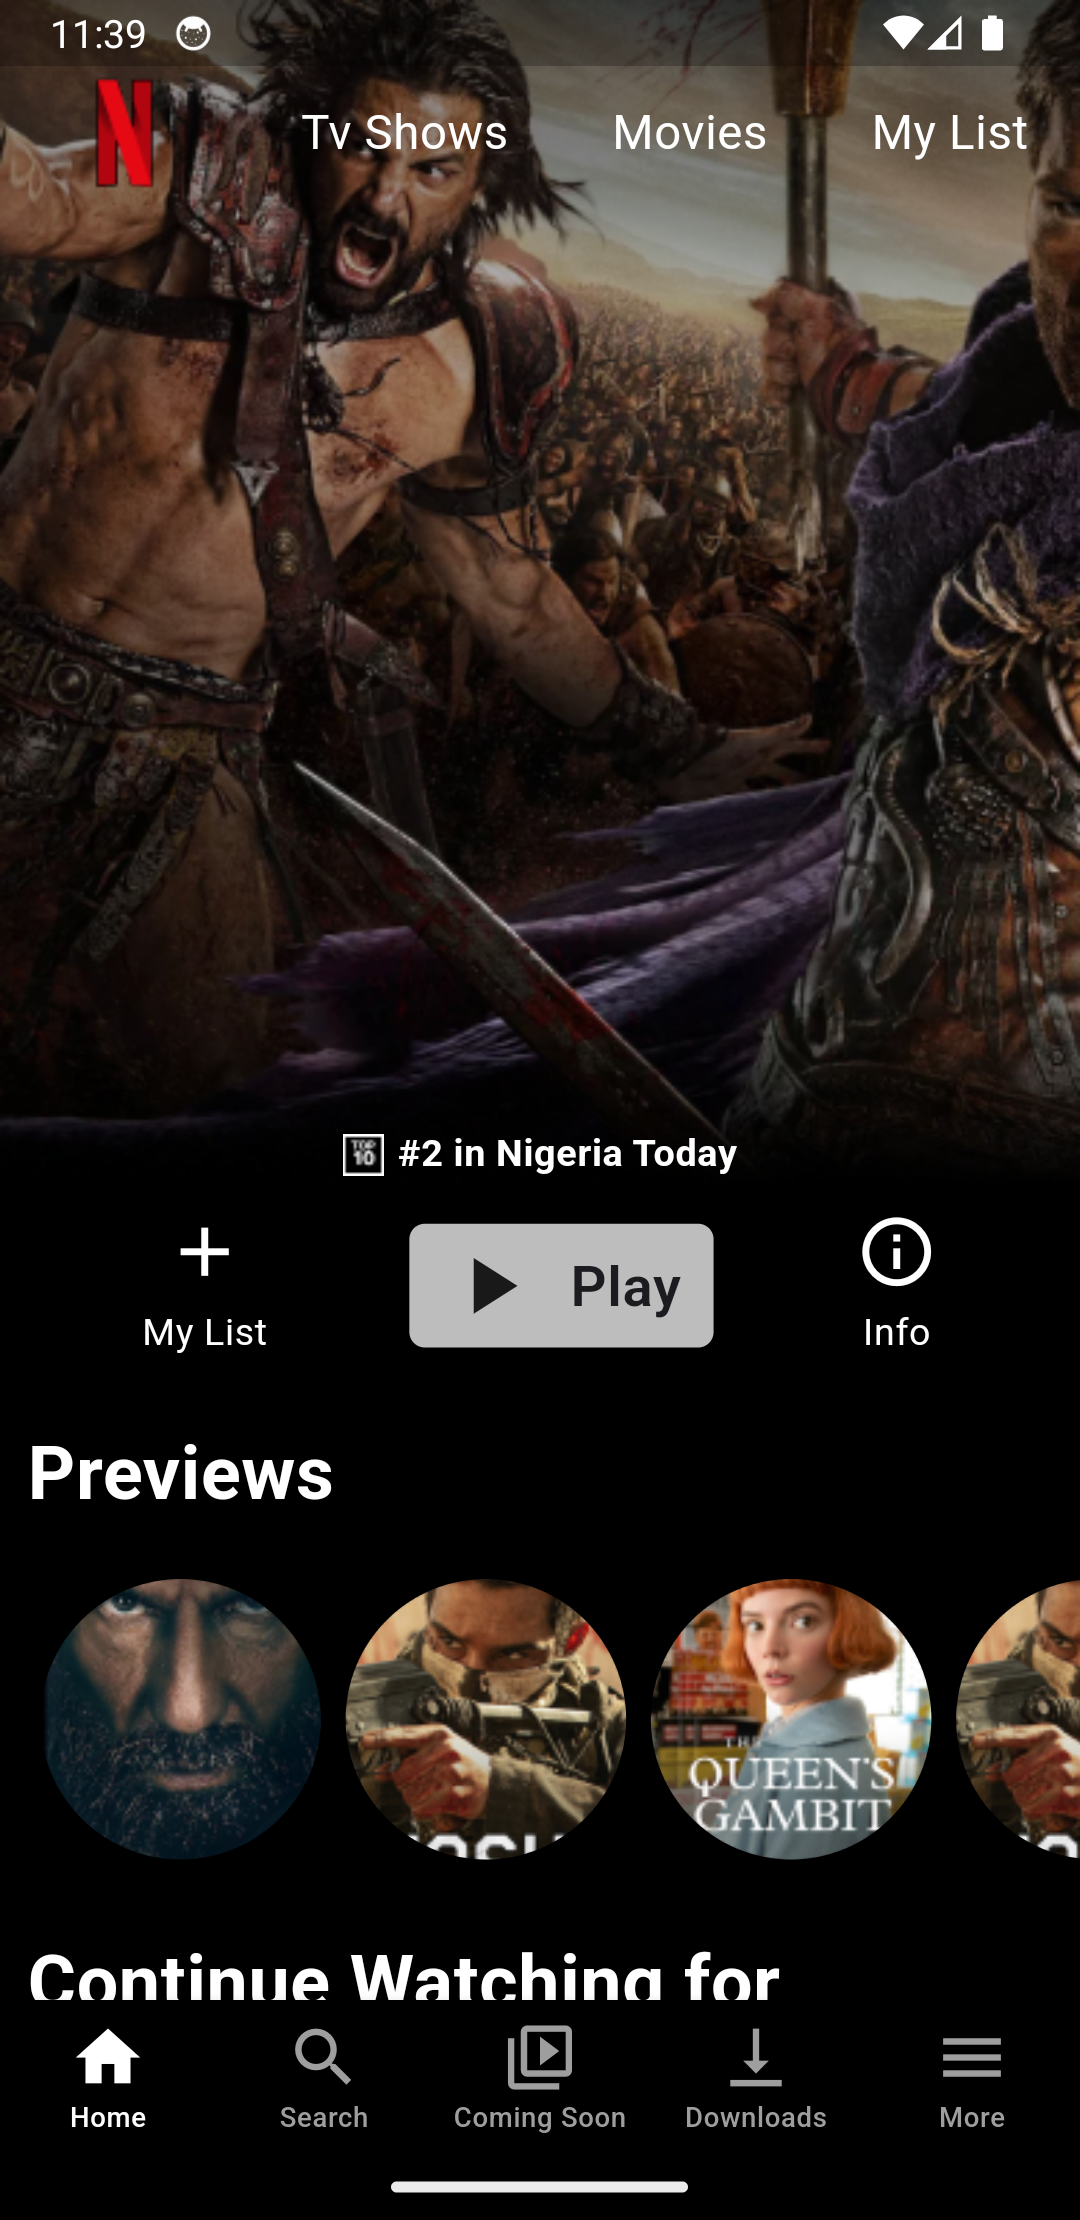 11:39
N
Tv Shows Movies My List
TOP 10 #2 in Nigeria Today
My List
Play
Info
Previews
THE
QUEEN'S
GAMBIT
Continue Watching for
Home Search Coming Soon Downloads More